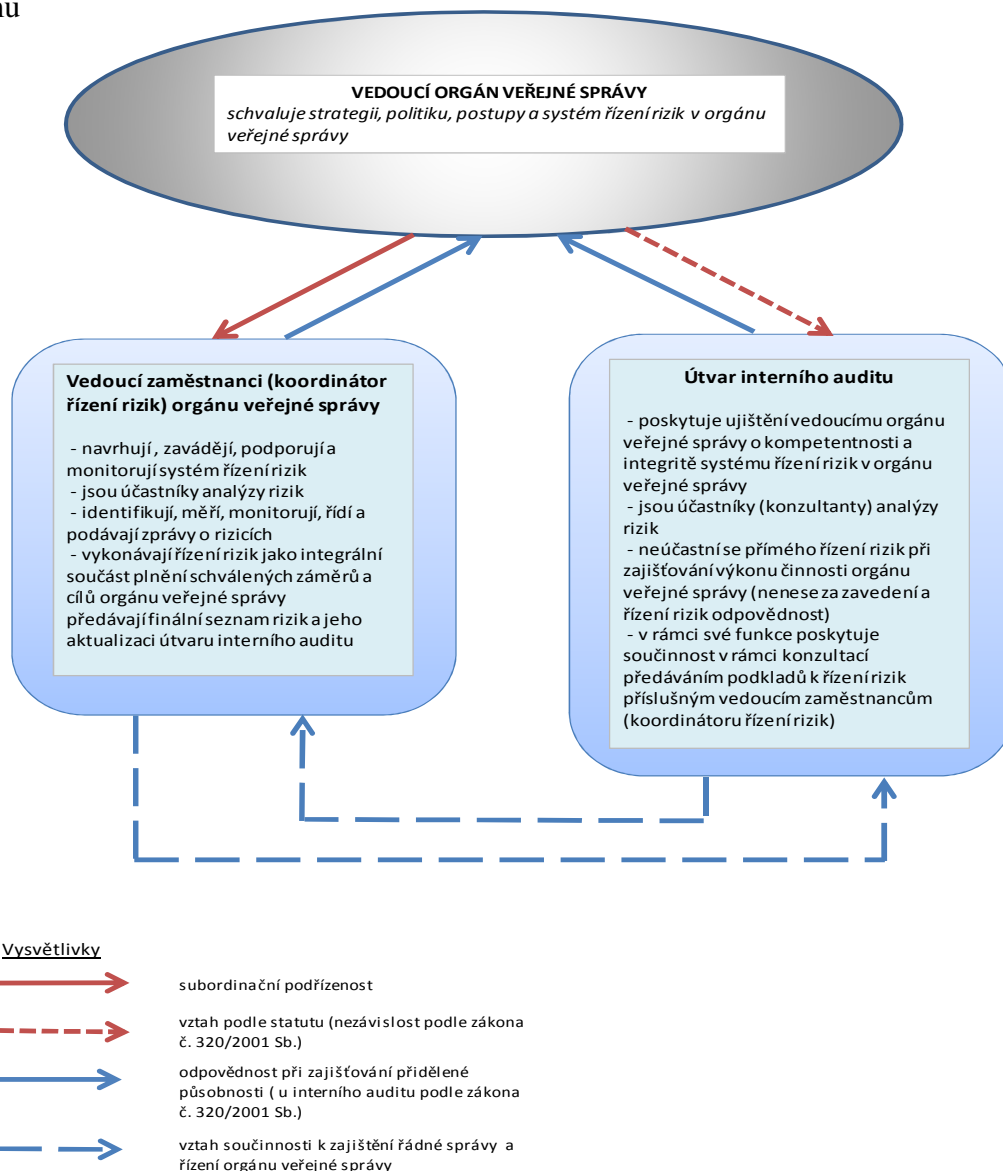 VEDOUCÍ ORGÁN VEŘEJNÉ SPRÁVY
schvaluje strategii, politiku, postupy a systém řízení rizik v orgánu
veřejné správy
Vedoucí zaměstnanci (koordinátor
řízení rizik) orgánu veřejné správy
- navrhují , zavádějí, podporují a
monitorují systém řízení rizik
- jsou účastníky analýzy rizik
- identifikují, měří, monitorují, řídí a
podávají zprávy o rizicích
- vykonávají řízení rizik jako integrální
součást plnění schválených záměrů a
cílů orgánu veřejné správy
předávají finální seznam rizik a jeho
aktualizaci útvaru interního auditu
Útvar interního auditu
- poskytuje ujištění vedoucímu orgánu
veřejné správy o kompetentnosti a
integritě systému řízení rizik v orgánu
veřejné správy
- jsou účastníky (konzultanty) analýzy
rizik
- neúčastní se přímého řízení rizik při
zajišťování výkonu činnosti orgánu
veřejné správy (nenese za zavedení a
řízení rizik odpovědnost)
- v rámci své funkce poskytuje
součinnost v rámci konzultací
předáváním podkladů k řízení rizik
příslušným vedoucím zaměstnancům
(koordinátoru řízení rizik)
Vysvětlivky
subordinační podřízenost
vztah podle statutu (nezávislost podle zákona
č. 320/2001 Sb.)
odpovědnost při zajišťování přidělené
působnosti ( u interního auditu podle zákona
č. 320/2001 Sb.)
vztah součinnosti k zajištění řádné správy a
řízení orgánu veřejné správy